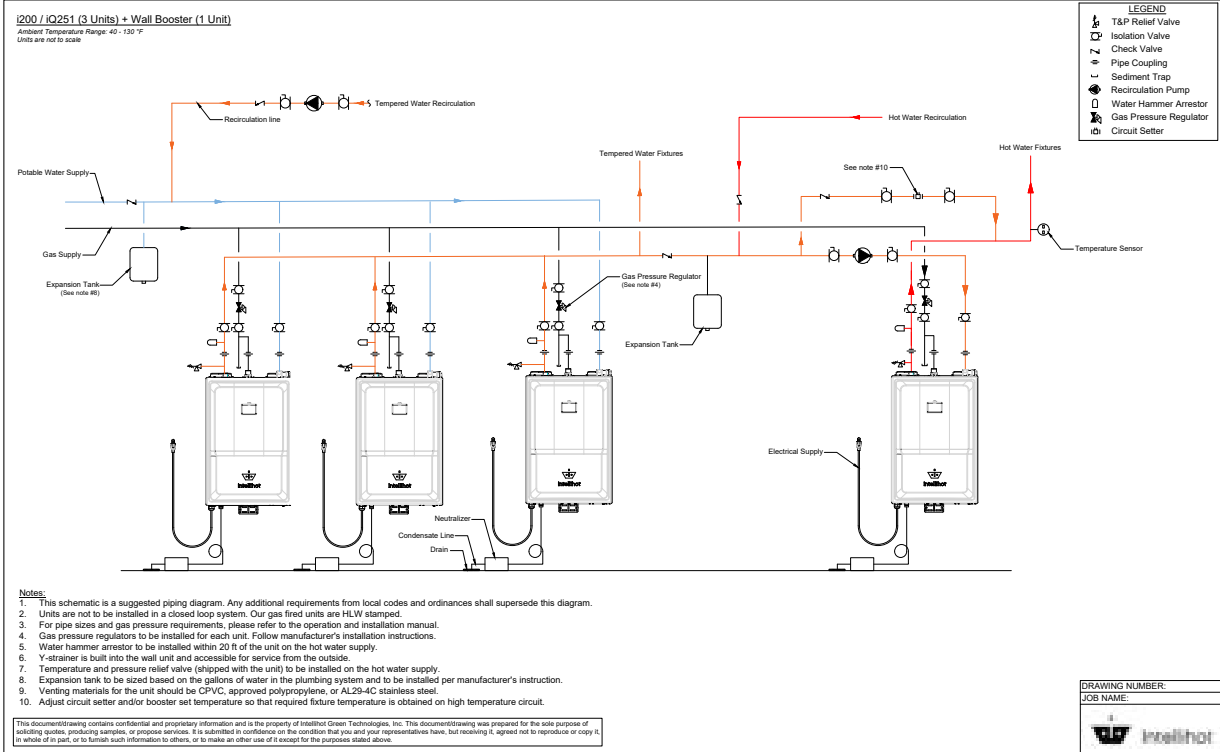 i200 / iQ251 (3 Units) + Wall Booster (1 Unit)
Ambient Temperature Range: 40 - 130 °F
Units are not to scale
LEGEND
T&P Relief Valve
Isolation Valve
Check Valve
Pipe Coupling
Sediment Trap
Recirculation Pump
Water Hammer Arrestor
Gas Pressure Regulator
Circuit Setter
Tempered Water Recirculation
Recirculation line
Hot Water Recirculation
Tempered Water Fixtures
Hot Water Fixtures
See note #10
Potable Water Supply
Gas Supply
Temperature Sensor
Expansion Tank
(See note #8)
Gas Pressure Regulator
(See note #4)
Expansion Tank
Electrical Supply
intellihot
intellihot
intellihot
intellihot
Neutralizer
Condensate Line
Drain
Notes:
1. This schematic is a suggested piping diagram. Any additional requirements from local codes and ordinances shall supersede this diagram.
2. Units are not to be installed in a closed loop system. Our gas fired units are HLW stamped.
3. For pipe sizes and gas pressure requirements, please refer to the operation and installation manual.
4. Gas pressure regulators to be installed for each unit. Follow manufacturer's installation instructions.
5. Water hammer arrestor to be installed within 20 ft of the unit on the hot water supply.
6. Y-strainer is built into the wall unit and accessible for service from the outside.
7. Temperature and pressure relief valve (shipped with the unit) to be installed on the hot water supply.
8. Expansion tank to be sized based on the gallons of water in the plumbing system and to be installed per manufacturer's instruction.
9. Venting materials for the unit should be CPVC, approved polypropylene, or AL29-4C stainless steel.
10. Adjust circuit setter and/or booster set temperature so that required fixture temperature is obtained on high temperature circuit.
This document/drawing contains confidential and proprietary information and is the property of Intellihot Green Technologies, Inc. This document/drawing was prepared for the sole purpose of
soliciting quotes, producing samples, or propose services. It is submitted in confidence on the condition that you and your representatives have, but receiving it, agreed not to reproduce or copy it,
in whole of in part, or to furnish such information to others, or to make an other use of it except for the purposes stated above.
DRAWING NUMBER:
JOB NAME:
intellihot